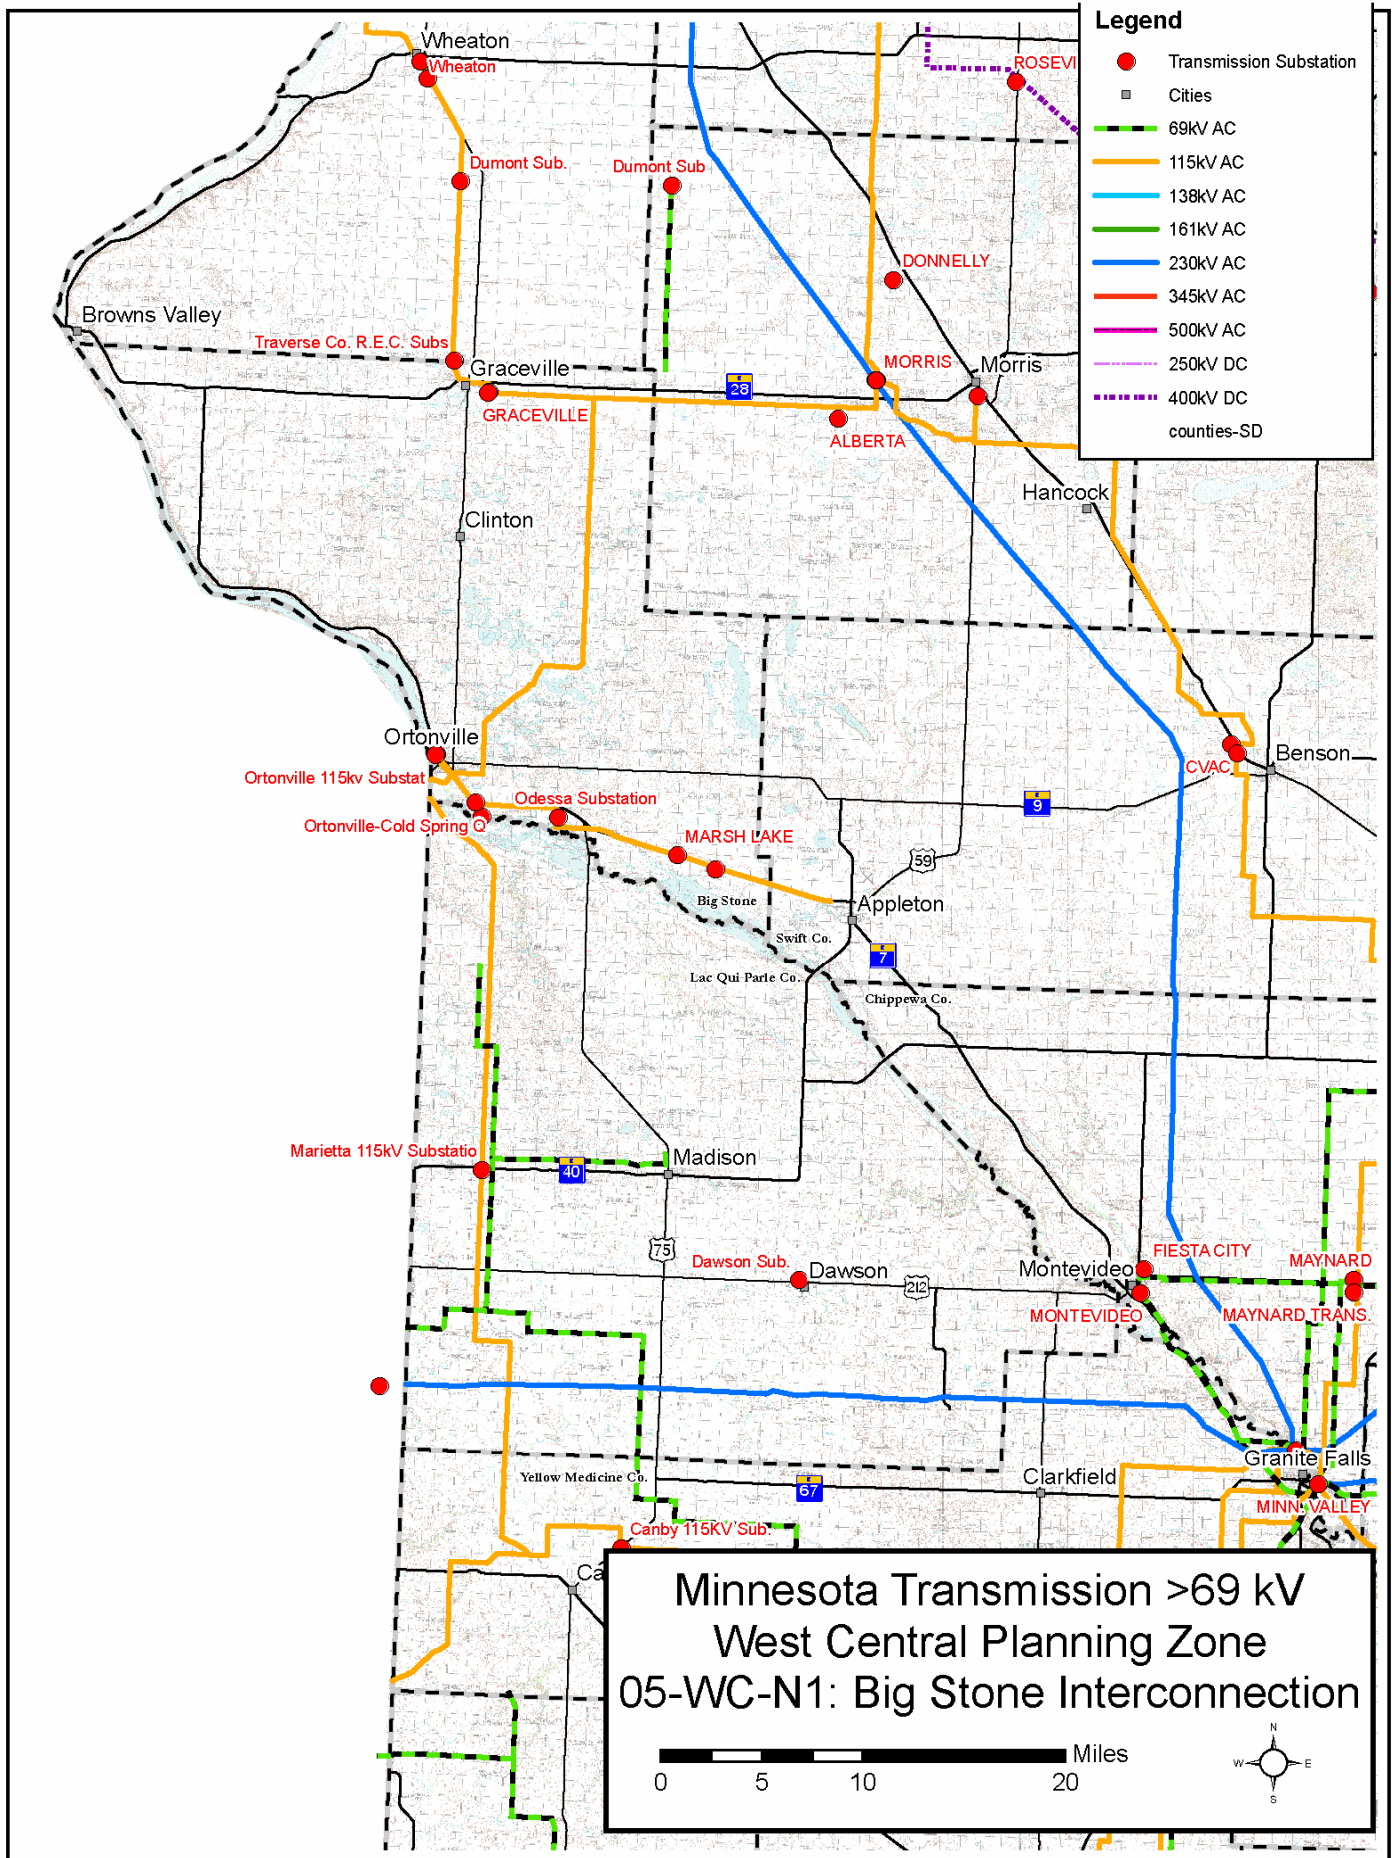 Legend
Transmission Substation
Cities
69kV AC
115kV AC
138kV AC
161kV AC
230kV AC
345kV AC
500kV AC
250kV DC
400kV DC
counties-SD
Wheaton
Wheaton
ROSEVI
Dumont Sub.
Dumont Sub
DONNELLY
Browns Valley
Traverse Co. R.E.C. Subs
Graceville
MORRIS
Morris
28
GRACEVILLE
ALBERTA
Hancock
Clinton
Ortonville
Benson
CVAC
Ortonville 115kv Substat
Odessa Substation
9
Ortonville-Cold Spring Q
MARSH LAKE
59
Big Stone
Appleton
Swift Co.
7
Lac Qui Parle Co.
Chippewa Co.
Marietta 115kV Substatio
Madison
40
75
FIESTA CITY
Dawson Sub.
Dawson
Montevideo
MAYNARD
212
MONTEVIDEO
MAYNARD TRANS.
Granite Falls
Yellow Medicine Co.
67
Clarkfield
MINN. VALLEY
Canby 115KV Sub.
Ca
Minnesota Transmission >69 kV
West Central Planning Zone
05-WC-N1: Big Stone Interconnection
Miles
0 5 10 20
N
W E
S